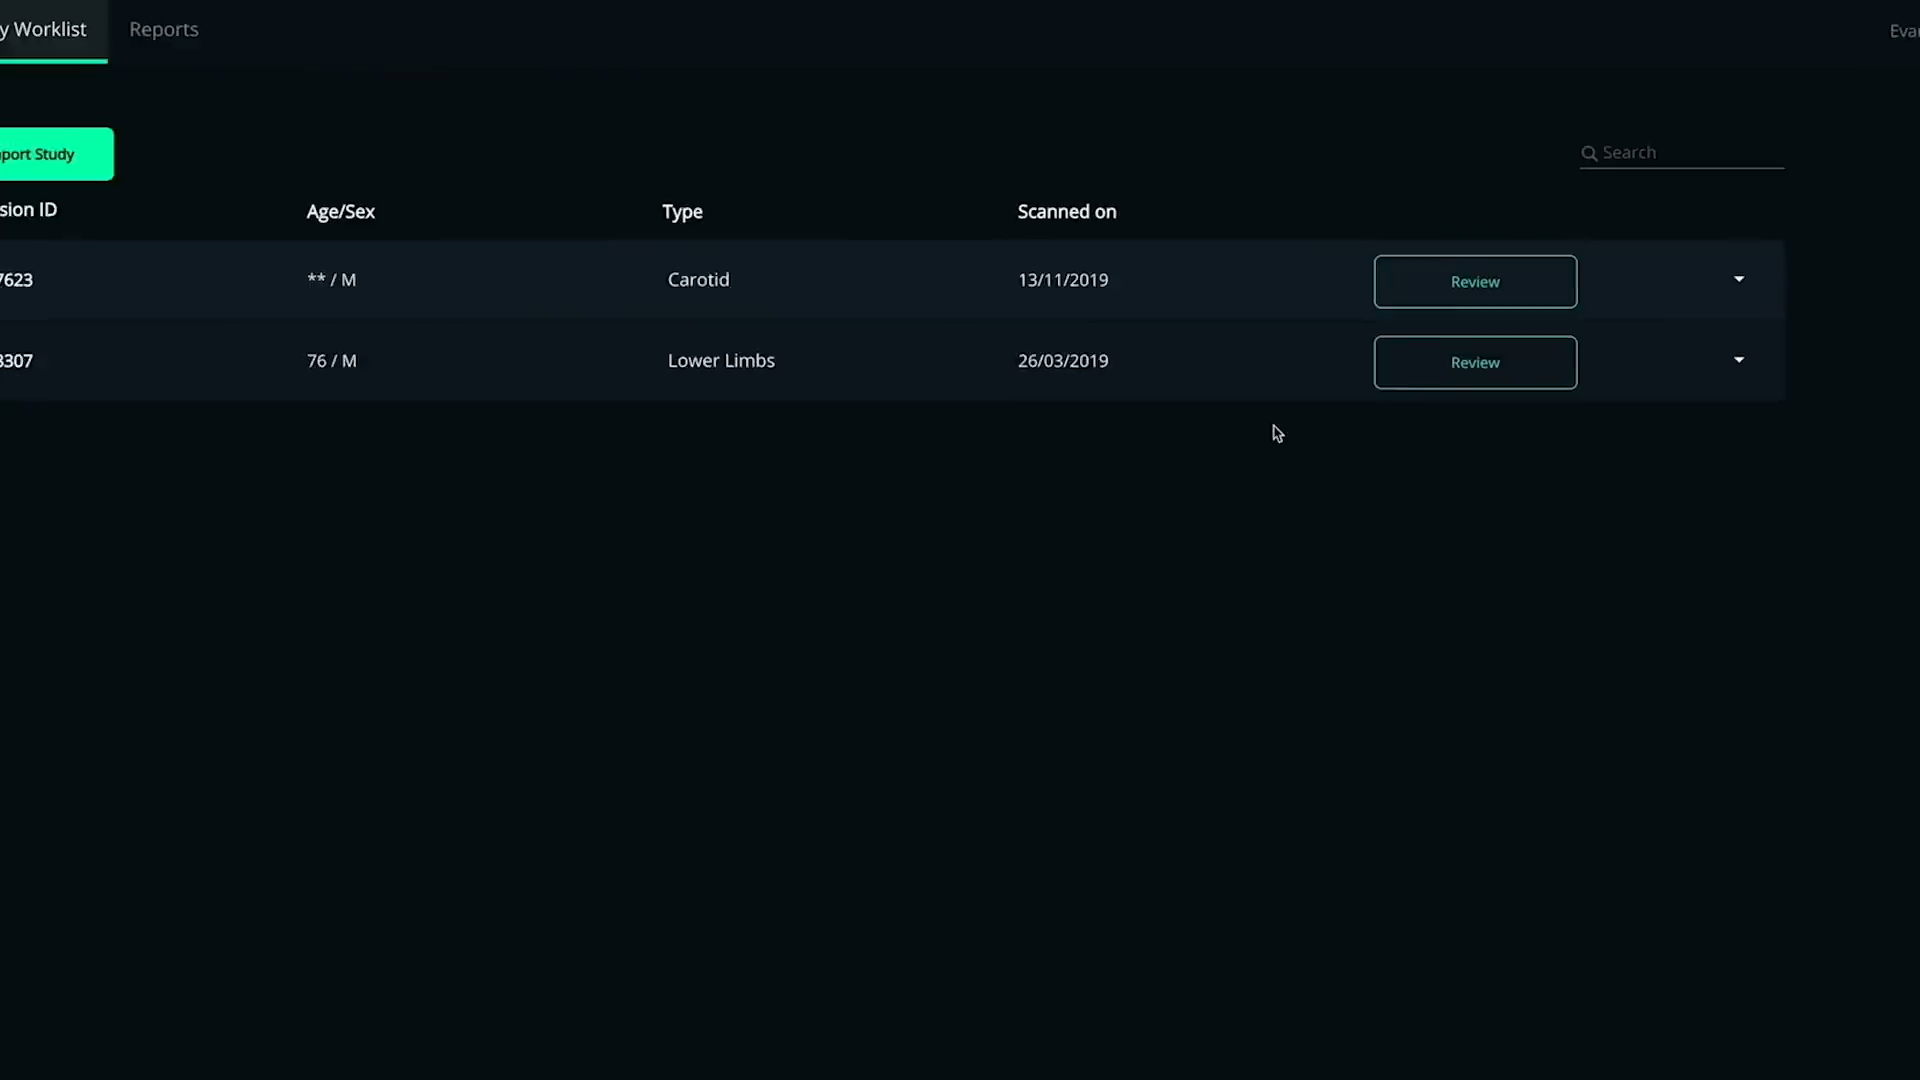 y Worklist Reports Eva
port Study
Search
sion ID Age/Sex Type Scanned on
7623 ** / M Carotid 13/11/2019 Review
3307 76 / M Lower Limbs 26/03/2019 Review